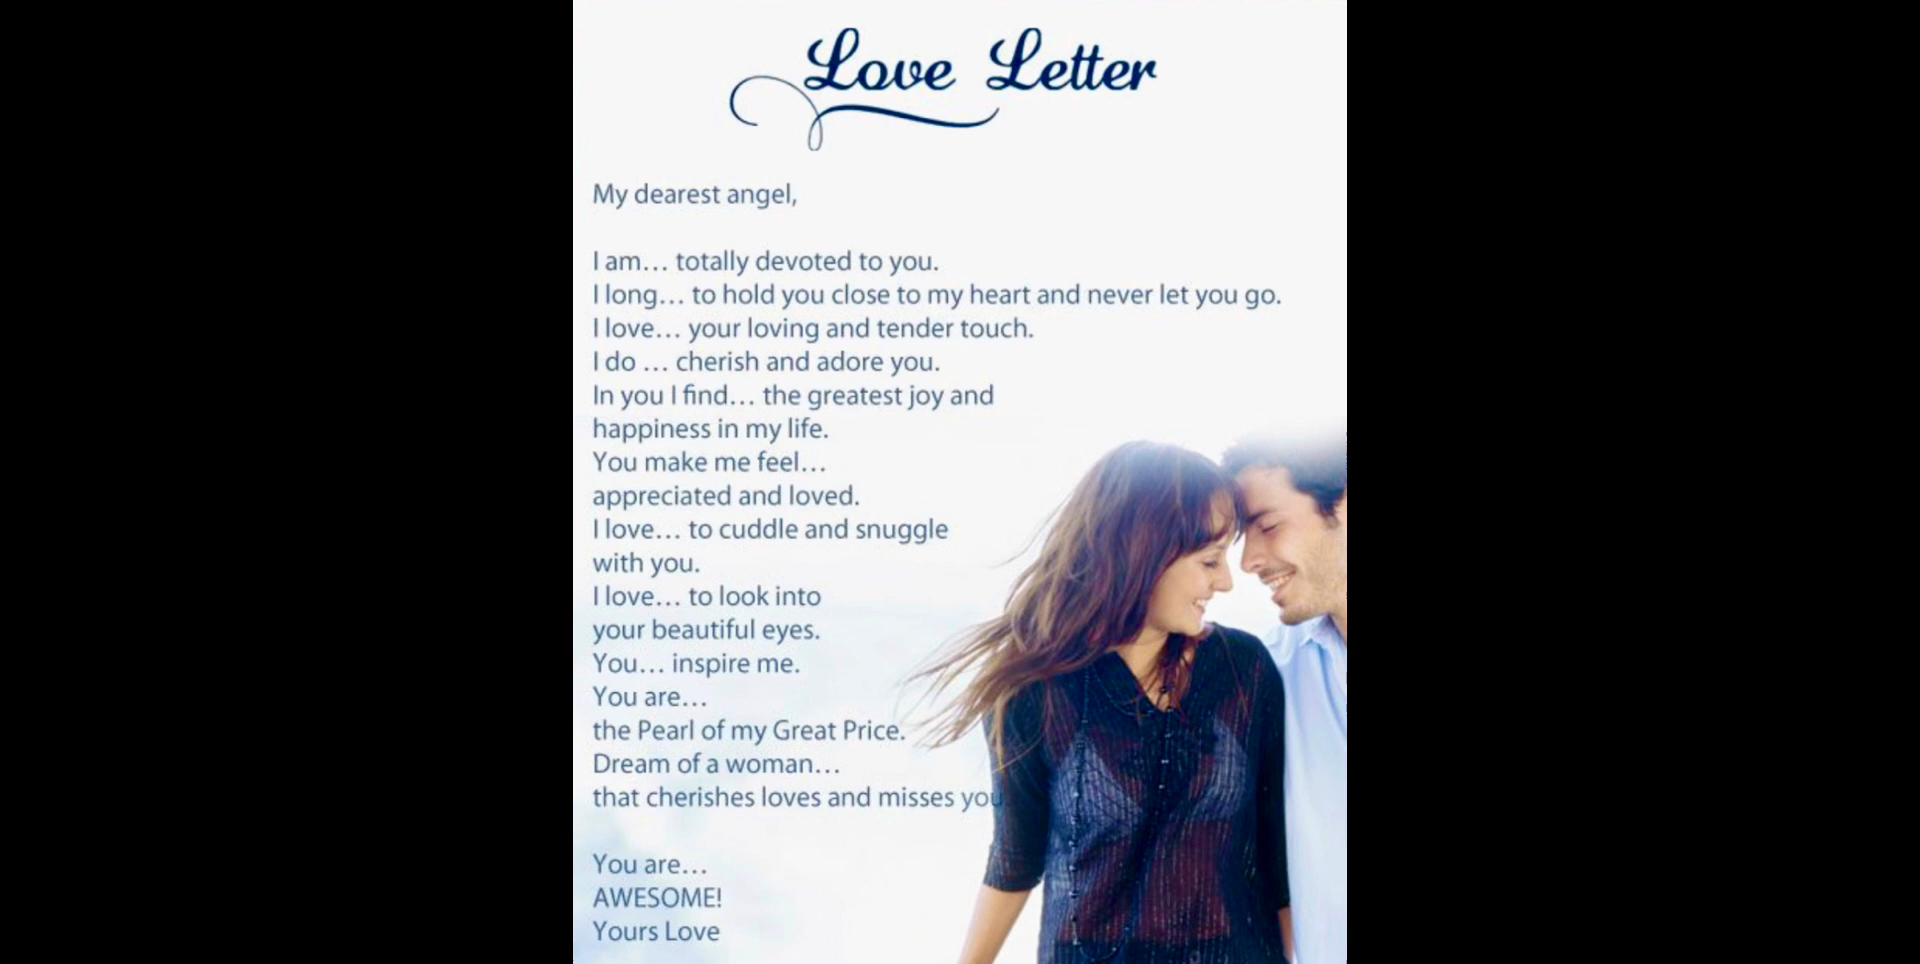 Love Letter
My dearest angel,
I am… totally devoted to you.
I long… to hold you close to my heart and never let you go.
I love… your loving and tender touch.
I do … cherish and adore you.
In you I find… the greatest joy and
happiness in my life.
You make me feel…
appreciated and loved.
I love… to cuddle and snuggle
with you.
I love… to look into
your beautiful eyes.
You… inspire me.
You are…
the Pearl of my Great Price.
Dream of a woman…
that cherishes loves and misses you.
You are…
AWESOME!
Yours Love